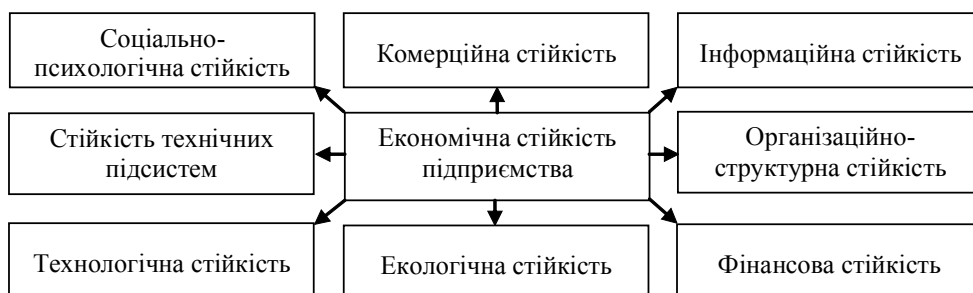 Соціально-
психологічна стійкість
Комерційна стійкість
Інформаційна стійкість
Стійкість технічних
підсистем
Економічна стійкість
підприємства
Організаційно-
структурна стійкість
Технологічна стійкість
Екологічна стійкість
Фінансова стійкість